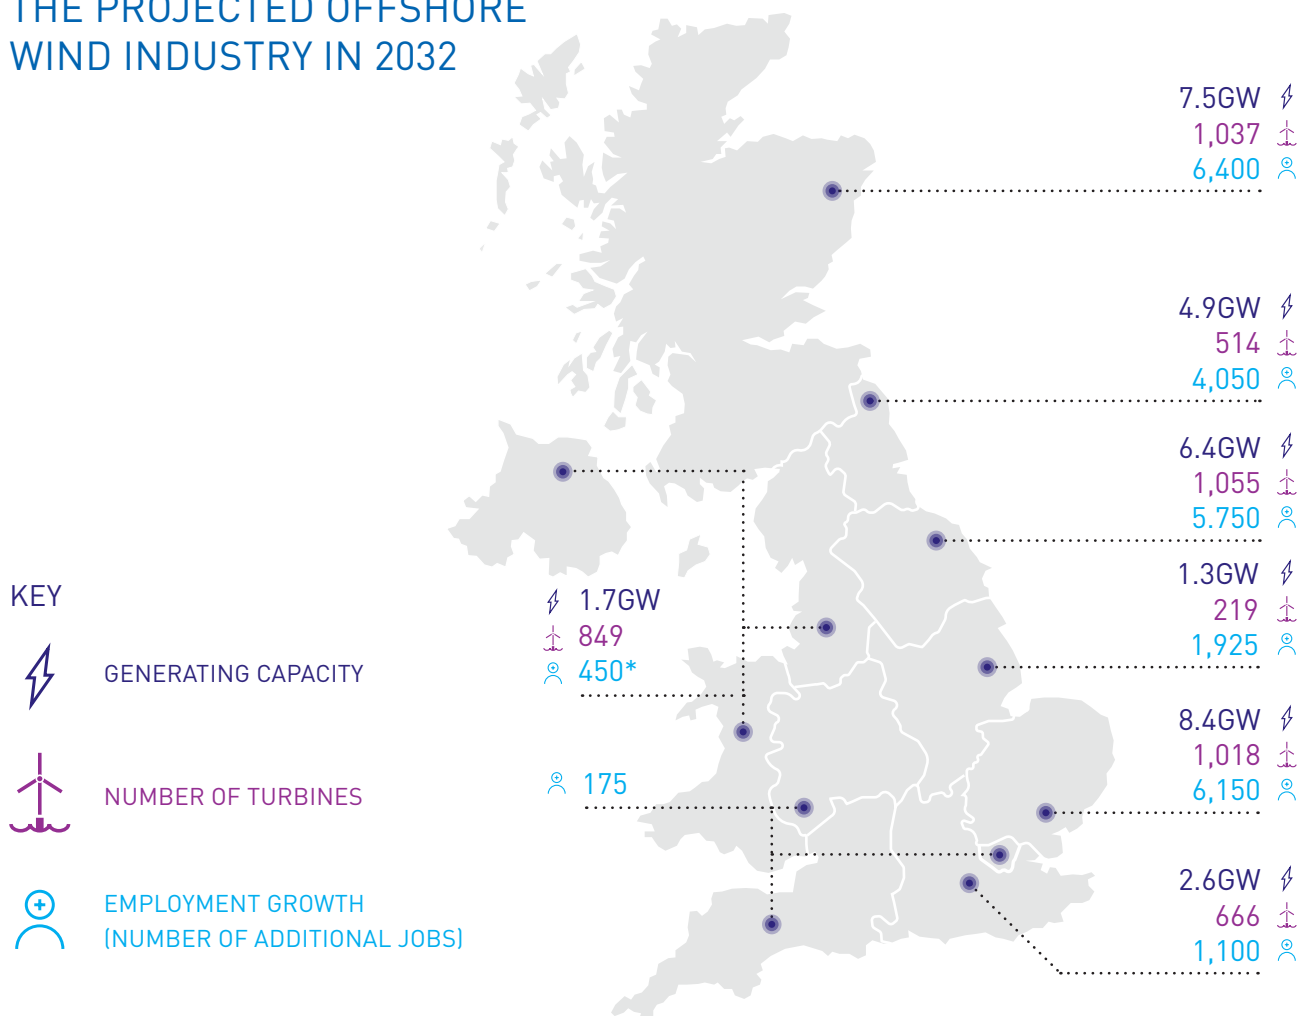 THE PROJECTED OFFSHORE
WIND INDUSTRY IN 2032
7.5GW
1,037
6,400
4.9GW
514
4,050
6.4GW
1,055
5.750
1.3GW
219
1,925
8.4GW
1,018
6,150
2.6GW
666
1,100
1.7GW
849
450*
175
KEY
GENERATING CAPACITY
NUMBER OF TURBINES
EMPLOYMENT GROWTH
(NUMBER OF ADDITIONAL JOBS)